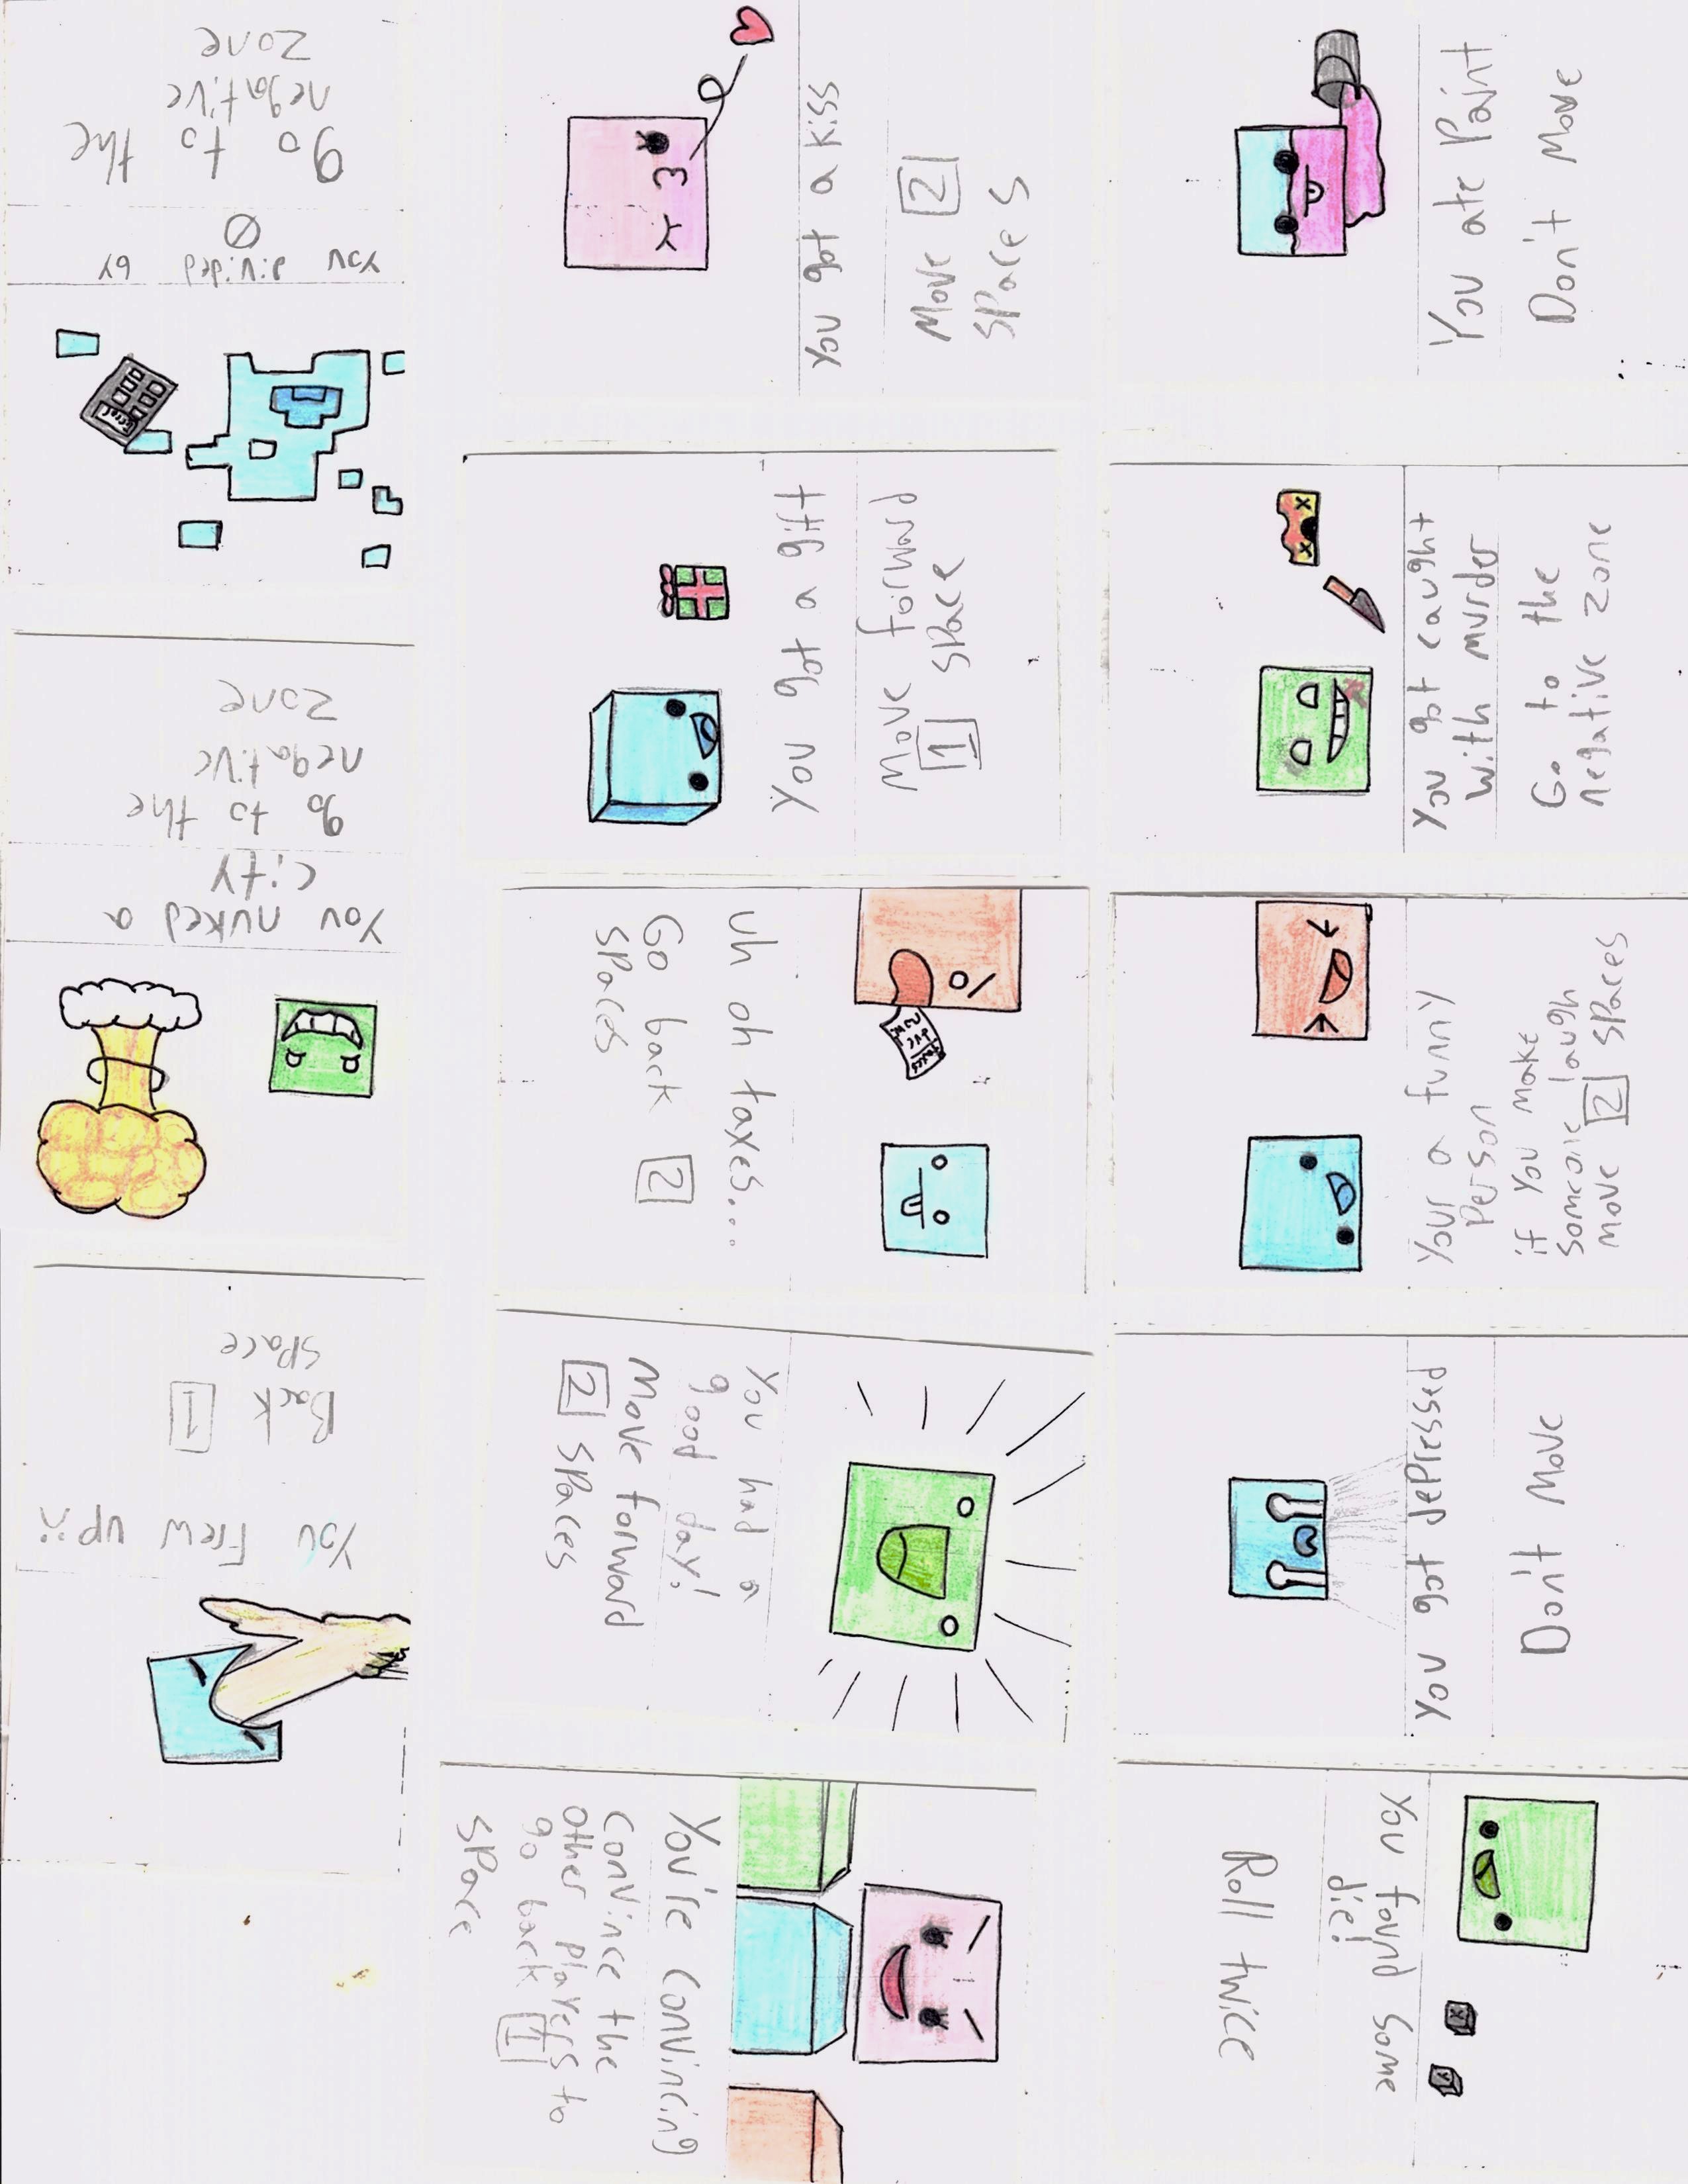 You divided by
0
go to the
negative
zone
You nuked a
city
go to the
negative
zone
You Frew up :(
Back 1
space
You got a kiss
Move 2
spaces
You got a gift
Move forward
1 space
Uh oh taxes...
Go back 2
spaces
You had a
good day!
Move forward
2 spaces
You're convincing
convince the
other players to
go back 1
space
You ate Paint
Don't Move
You got caught
with murder
Go to the
negative zone
Your a funny
Person
if you make
someone laugh
move 2 spaces
You got depressed
Don't Move
You found some
die!
Roll twice